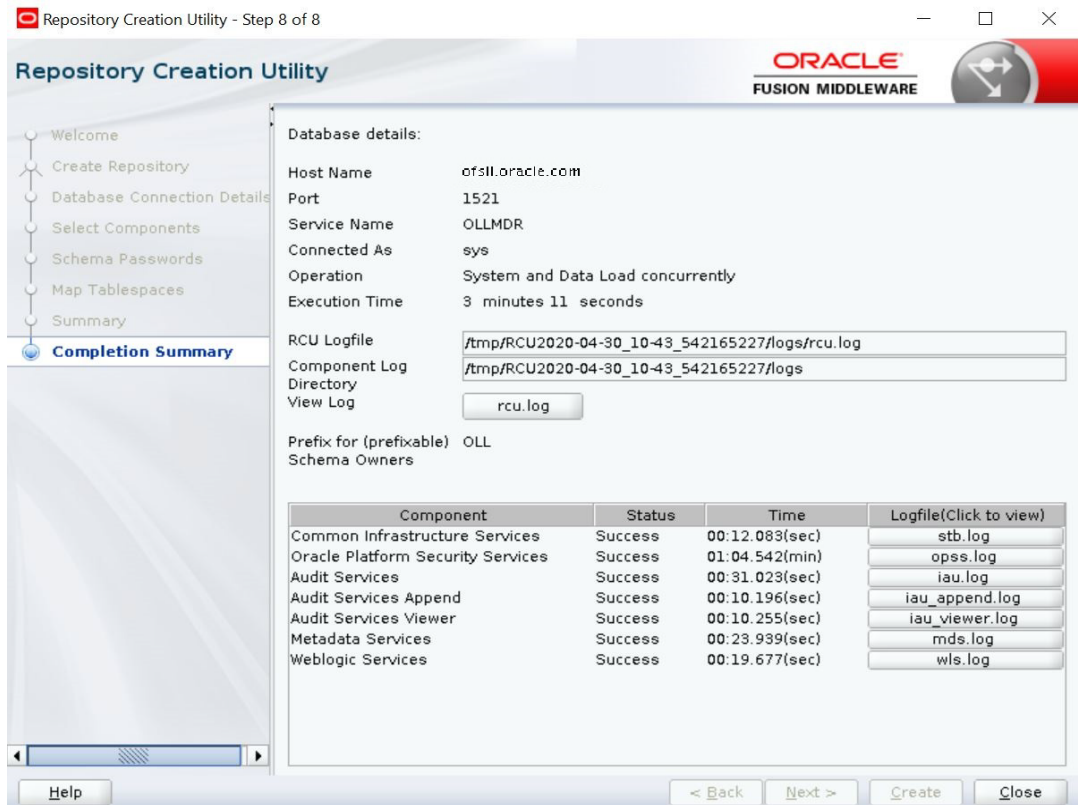 Repository Creation Utility - Step 8 of 8
Repository Creation Utility
ORACLE
FUSION MIDDLEWARE
Welcome
Create Repository
Database Connection Details
Select Components
Schema Passwords
Map Tablespaces
Summary
Completion Summary
Database details:
Host Name ofsll.oracle.com
Port 1521
Service Name OLLMDR
Connected As sys
Operation System and Data Load concurrently
Execution Time 3 minutes 11 seconds
RCU Logfile /tmp/RCU2020-04-30_10-43_542165227/logs/rcu.log
Component Log /tmp/RCU2020-04-30_10-43_542165227/logs
Directory
View Log rcu.log
Prefix for (prefixable) OLL
Schema Owners
Component Status Time Logfile(Click to view)
Common Infrastructure Services Success 00:12.083(sec) stb.log
Oracle Platform Security Services Success 01:04.542(min) opss.log
Audit Services Success 00:31.023(sec) iau.log
Audit Services Append Success 00:10.196(sec) iau_append.log
Audit Services Viewer Success 00:10.255(sec) iau_viewer.log
Metadata Services Success 00:23.939(sec) mds.log
Weblogic Services Success 00:19.677(sec) wls.log
Help < Back Next > Create Close